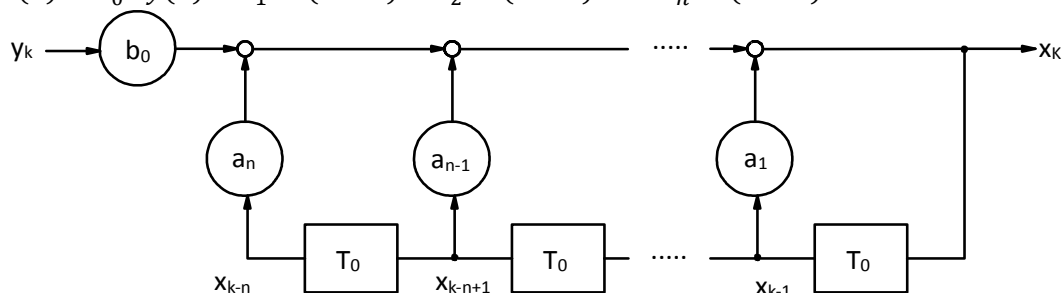 y_k b_0 ..... x_K
a_n a_{n-1} a_1
T_0 T_0 ..... T_0
x_{k-n} x_{k-n+1} x_{k-1}